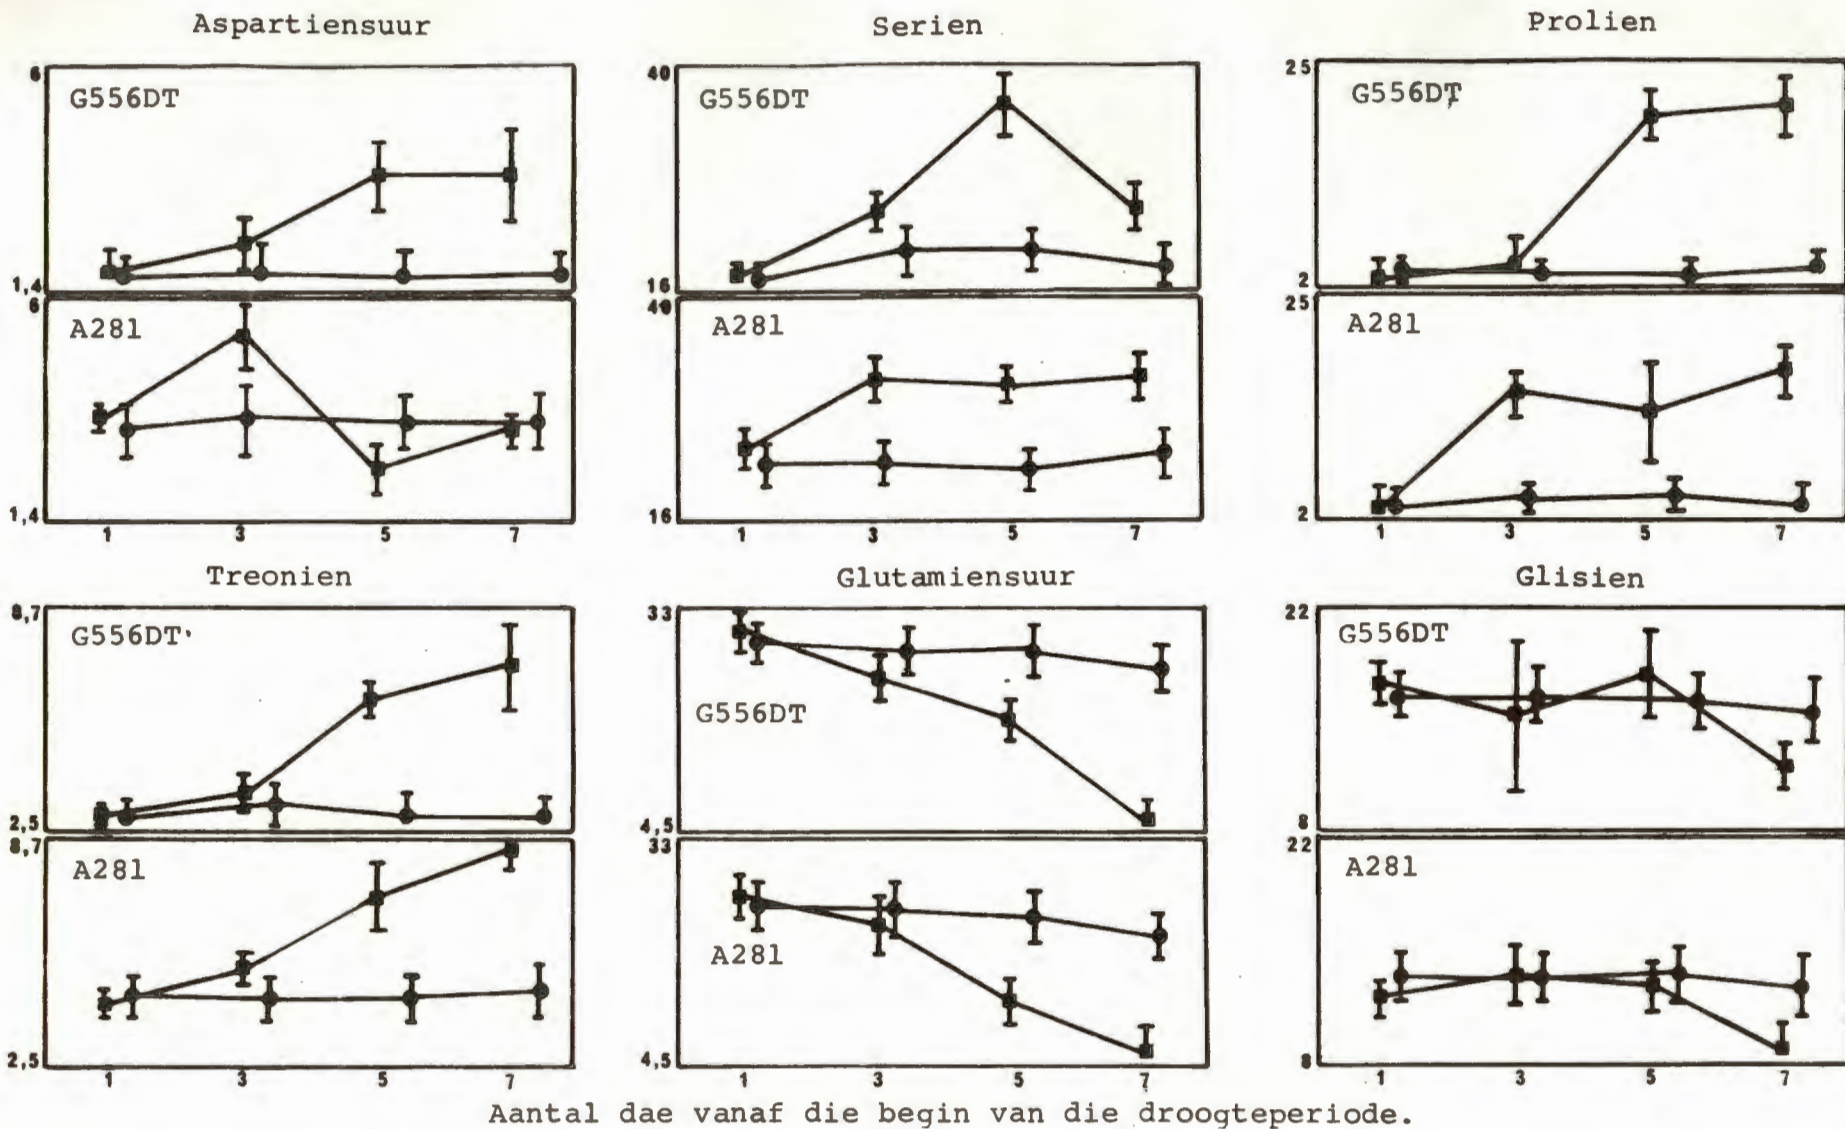 Aspartiensuur
Serien
Prolien
6
G556DT
1,4
40
G556DT
16
25
G556DT
2
6
A281
1,4
1 3 5 7
40
A281
16
1 3 5 7
25
A281
2
1 3 5 7
Treonien
Glutamiensuur
Glisien
8,7
G556DT
2,5
33
G556DT
4,5
22
G556DT
8
8,7
A281
2,5
1 3 5 7
33
A281
4,5
1 3 5 7
22
A281
8
1 3 5 7
Aantal dae vanaf die begin van die droogteperiode.